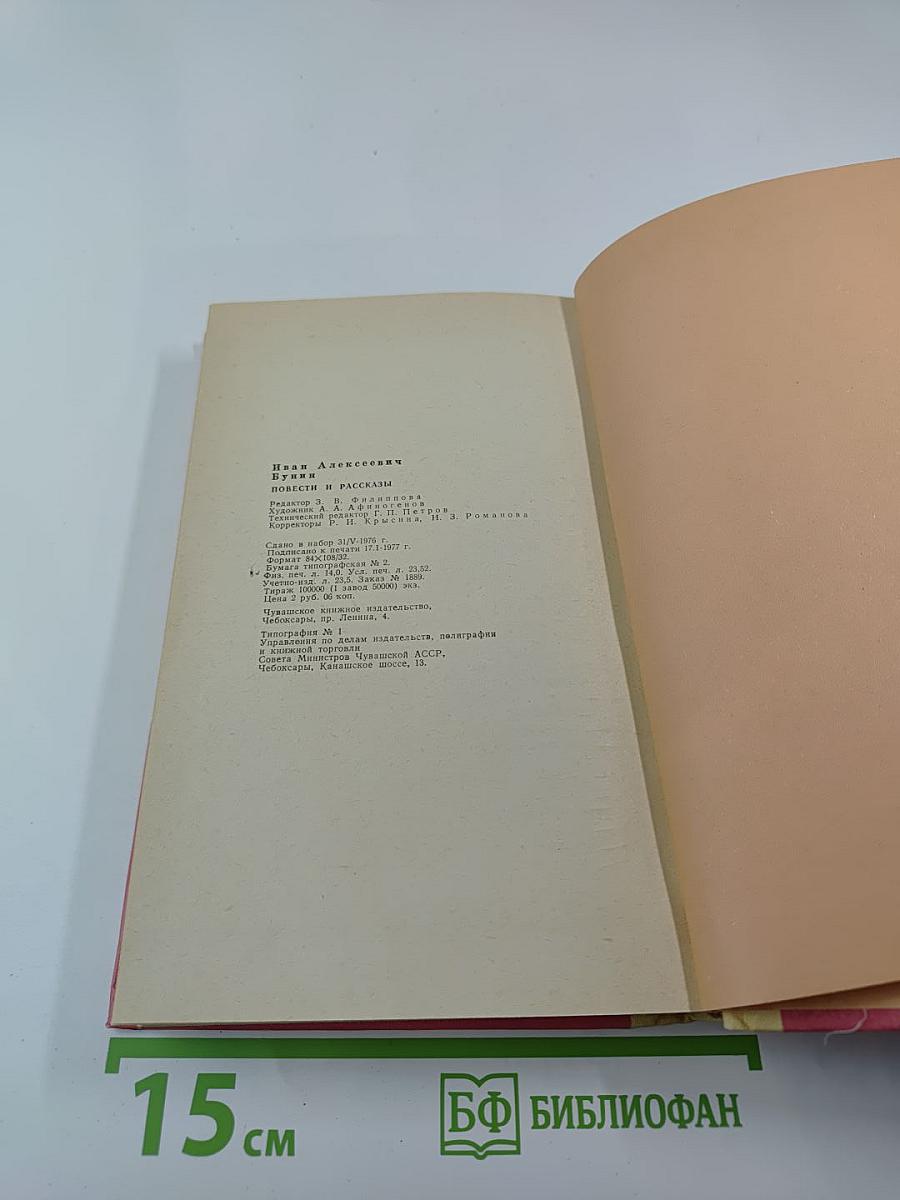 Иван Алексеевич
Бунин
ПОВЕСТИ И РАССКАЗЫ
Редактор З. В. Филиппова
Художник А. А. Афиногенов
Технический редактор Г. П. Петров
Корректоры Р. И. Крысина, Н. З. Романова
Сдано в набор 31/V-1976 г.
Подписано к печати 17.1-1977 г.
Формат 84×108/32.
Бумага типографская № 2.
Физ. печ. л. 14,0. Усл. печ. л. 23,52.
Учетно-изд. л. 23,5. Заказ № 1889.
Тираж 100000 (1 завод 50000) экз.
Цена 2 руб. 06 коп.
Чувашское книжное издательство,
Чебоксары, пр. Ленина, 4.
Типография № 1
Управления по делам издательств, полиграфии
и книжной торговли
Совета Министров Чувашской АССР,
Чебоксары, Канашское шоссе, 13.
15 см
БФ БИБЛИОФАН